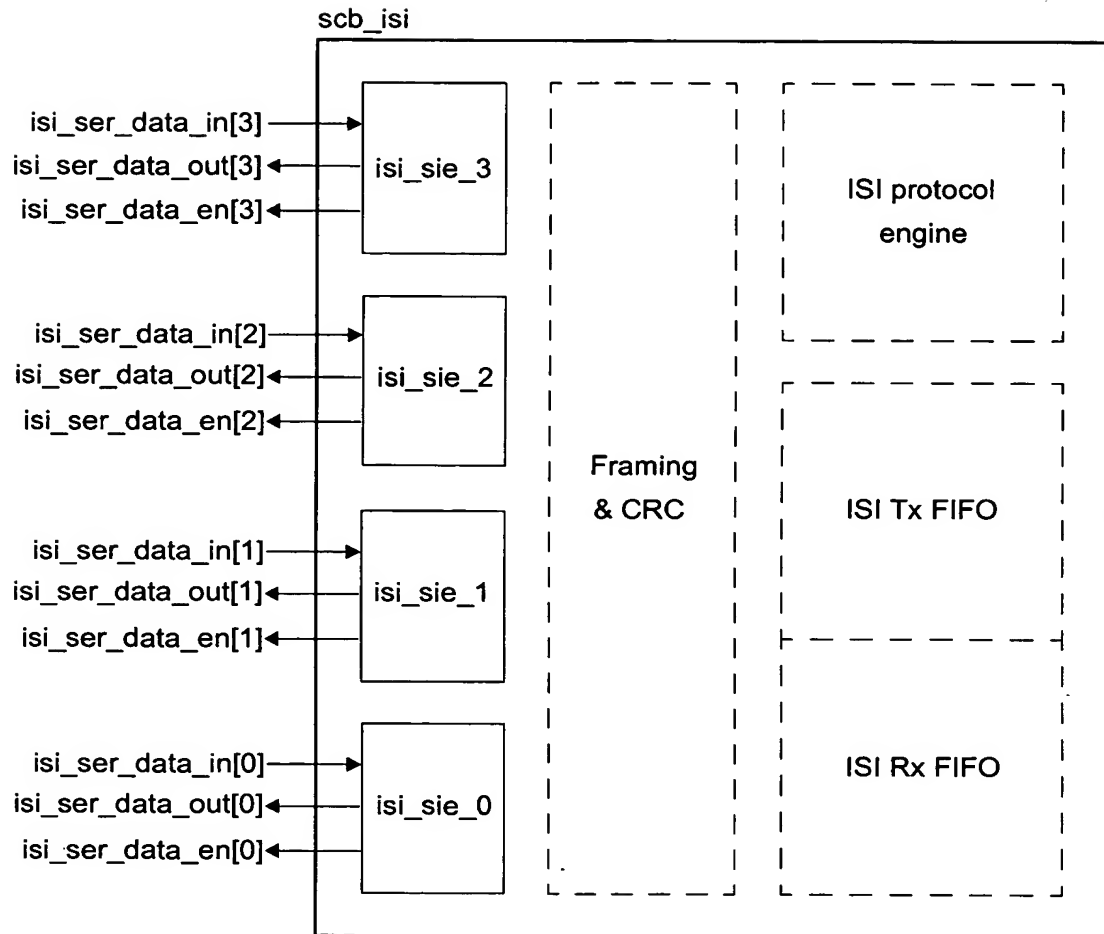 scb_isi
isi_ser_data_in[3]
isi_ser_data_out[3]
isi_ser_data_en[3]
isi_sie_3
isi_ser_data_in[2]
isi_ser_data_out[2]
isi_ser_data_en[2]
isi_sie_2
isi_ser_data_in[1]
isi_ser_data_out[1]
isi_ser_data_en[1]
isi_sie_1
isi_ser_data_in[0]
isi_ser_data_out[0]
isi_ser_data_en[0]
isi_sie_0
Framing
& CRC
ISI protocol
engine
ISI Tx FIFO
ISI Rx FIFO